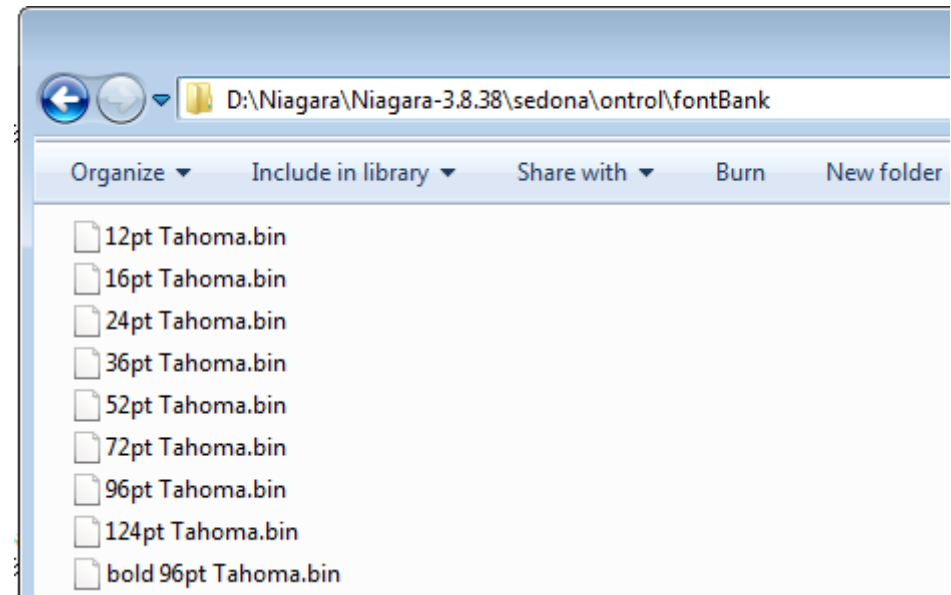 D:\Niagara\Niagara-3.8.38\sedona\ontrol\fontBank
Organize Include in library Share with Burn New folder
12pt Tahoma.bin
16pt Tahoma.bin
24pt Tahoma.bin
36pt Tahoma.bin
52pt Tahoma.bin
72pt Tahoma.bin
96pt Tahoma.bin
124pt Tahoma.bin
bold 96pt Tahoma.bin